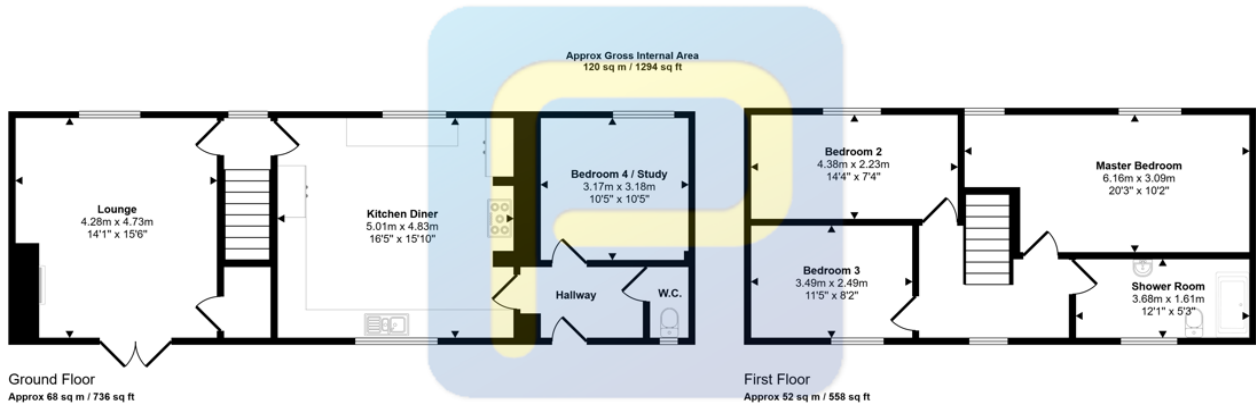 Approx Gross Internal Area
120 sq m / 1294 sq ft
Lounge
4.28m x 4.73m
14'1" x 15'6"
Kitchen Diner
5.01m x 4.83m
16'5" x 15'10"
Bedroom 4 / Study
3.17m x 3.18m
10'5" x 10'5"
Hallway
W.C.
Ground Floor
Approx 68 sq m / 736 sq ft
Bedroom 2
4.38m x 2.23m
14'4" x 7'4"
Master Bedroom
6.16m x 3.09m
20'3" x 10'2"
Bedroom 3
3.49m x 2.49m
11'5" x 8'2"
Shower Room
3.68m x 1.61m
12'1" x 5'3"
First Floor
Approx 52 sq m / 558 sq ft